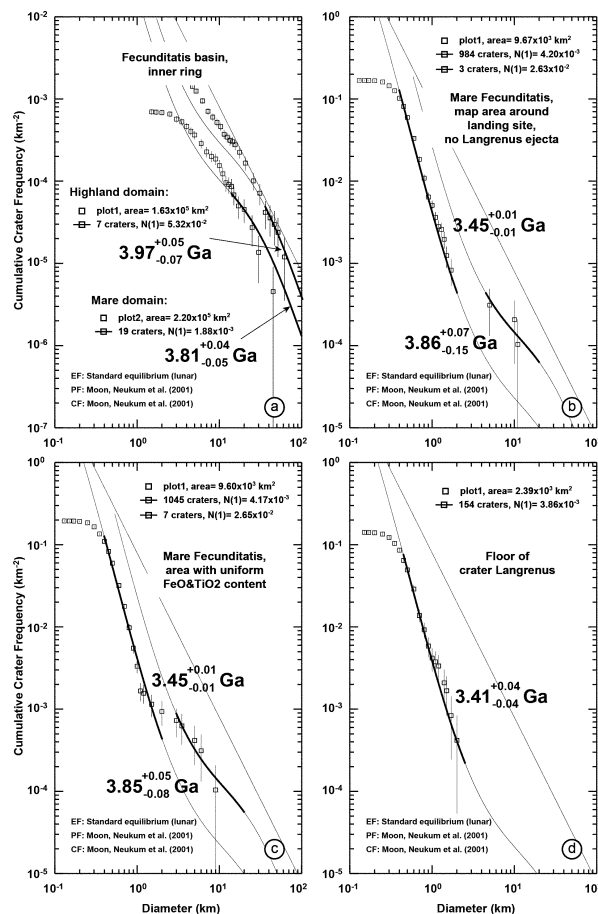 Cumulative Crater Frequency (km⁻²)
10⁻²
10⁻³
10⁻⁴
10⁻⁵
10⁻⁶
10⁻⁷
Fecunditatis basin,
inner ring
Highland domain:
plot1, area= 1.63x10⁵ km²
7 craters, N(1)= 5.32x10⁻²
3.97 +0.05 -0.07 Ga
Mare domain:
plot2, area= 2.20x10⁵ km²
19 craters, N(1)= 1.88x10⁻³
3.81 +0.04 -0.05 Ga
EF: Standard equilibrium (lunar)
PF: Moon, Neukum et al. (2001)
CF: Moon, Neukum et al. (2001)
a
10⁻¹ 10⁰ 10¹ 10²
10⁰
10⁻¹
10⁻²
10⁻³
10⁻⁴
10⁻⁵
plot1, area= 9.67x10³ km²
984 craters, N(1)= 4.20x10⁻³
3 craters, N(1)= 2.63x10⁻²
Mare Fecunditatis,
map area around
landing site,
no Langrenus ejecta
3.45 +0.01 -0.01 Ga
3.86 +0.07 -0.15 Ga
EF: Standard equilibrium (lunar)
PF: Moon, Neukum et al. (2001)
CF: Moon, Neukum et al. (2001)
b
10⁻¹ 10⁰ 10¹ 10
Cumulative Crater Frequency (km⁻²)
10⁰
10⁻¹
10⁻²
10⁻³
10⁻⁴
10⁻⁵
plot1, area= 9.60x10³ km²
1045 craters, N(1)= 4.17x10⁻³
7 craters, N(1)= 2.65x10⁻²
Mare Fecunditatis,
area with uniform
FeO&TiO2 content
3.45 +0.01 -0.01 Ga
3.85 +0.05 -0.08 Ga
EF: Standard equilibrium (lunar)
PF: Moon, Neukum et al. (2001)
CF: Moon, Neukum et al. (2001)
c
10⁻¹ 10⁰ 10¹ 10²
Diameter (km)
10⁰
10⁻¹
10⁻²
10⁻³
10⁻⁴
10⁻⁵
plot1, area= 2.39x10³ km²
154 craters, N(1)= 3.86x10⁻³
Floor of
crater Langrenus
3.41 +0.04 -0.04 Ga
EF: Standard equilibrium (lunar)
PF: Moon, Neukum et al. (2001)
CF: Moon, Neukum et al. (2001)
d
10⁻¹ 10⁰ 10¹ 10
Diameter (km)